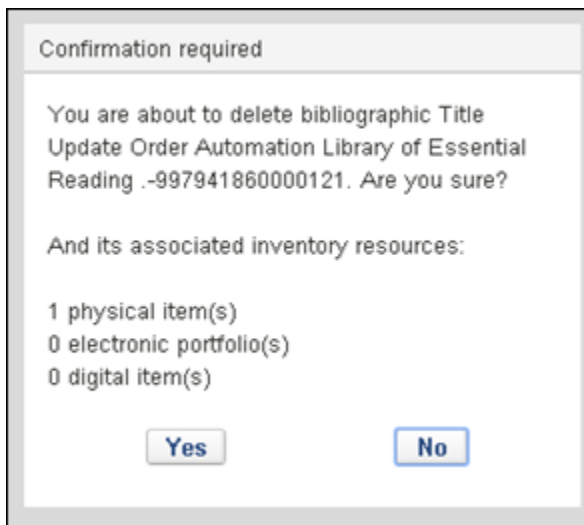 Confirmation required
You are about to delete bibliographic Title
Update Order Automation Library of Essential
Reading .-997941860000121. Are you sure?
And its associated inventory resources:
1 physical item(s)
0 electronic portfolio(s)
0 digital item(s)
Yes No